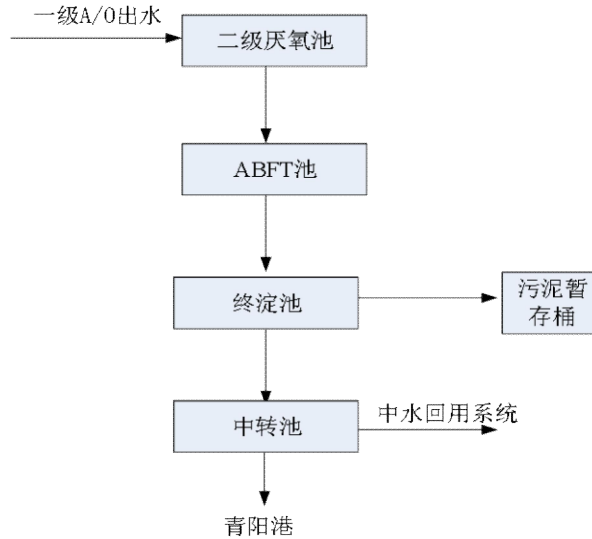 一级A/O出水
二级厌氧池
ABFT池
终淀池
污泥暂
存桶
中转池
中水回用系统
青阳港